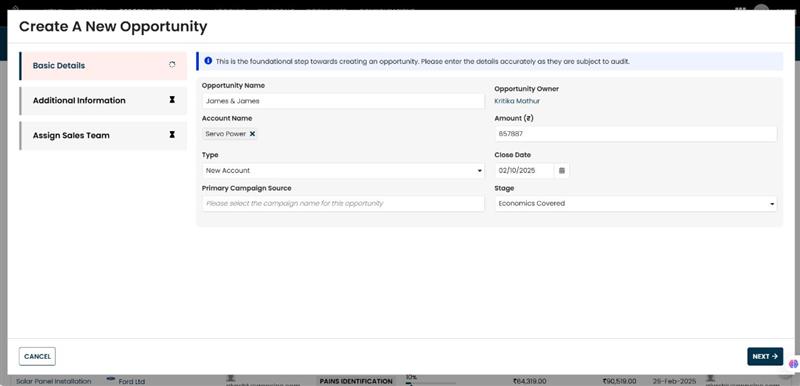 Create A New Opportunity
Basic Details
Additional Information
Assign Sales Team
This is the foundational step towards creating an opportunity. Please enter the details accurately as they are subject to audit.
Opportunity Name
James & James
Opportunity Owner
Kritika Mathur
Account Name
Servo Power ×
Amount (₹)
657887
Type
New Account
Close Date
02/10/2025
Primary Campaign Source
Please select the campaign name for this opportunity
Stage
Economics Covered
CANCEL
NEXT →
Solar Panel Installation Ford Ltd PAINS IDENTIFICATION 10% ₹64,319.00 ₹90,519.00 25-Feb-2025